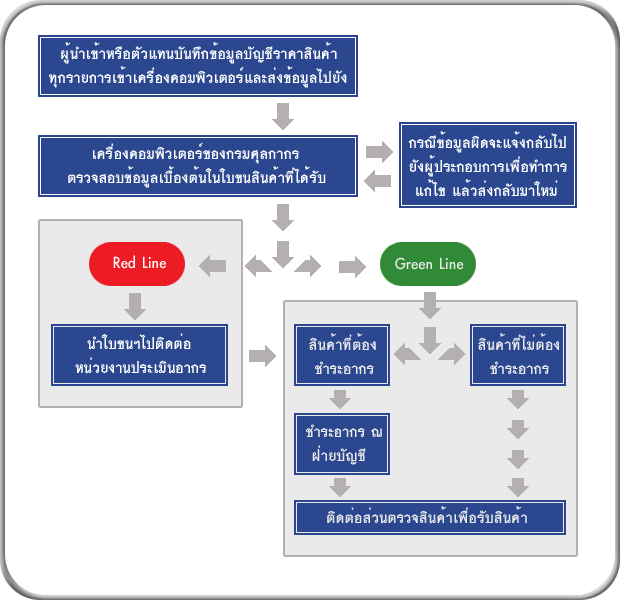 ผู้นำเข้าหรือตัวแทนบันทึกข้อมูลบัญชีราคาสินค้า
ทุกรายการเข้าเครื่องคอมพิวเตอร์และส่งข้อมูลไปยัง
เครื่องคอมพิวเตอร์ของกรมศุลกากร
ตรวจสอบข้อมูลเบื้องต้นในใบขนสินค้าที่ได้รับ
กรณีข้อมูลผิดจะแจ้งกลับไป
ยังผู้ประกอบการเพื่อทำการ
แก้ไข แล้วส่งกลับมาใหม่
Red Line
Green Line
นำใบขนฯไปติดต่อ
หน่วยงานประเมินอากร
สินค้าที่ต้อง
ชำระอากร
สินค้าที่ไม่ต้อง
ชำระอากร
ชำระอากร ณ
ฝ่ายบัญชี
ติดต่อส่วนตรวจสินค้าเพื่อรับสินค้า